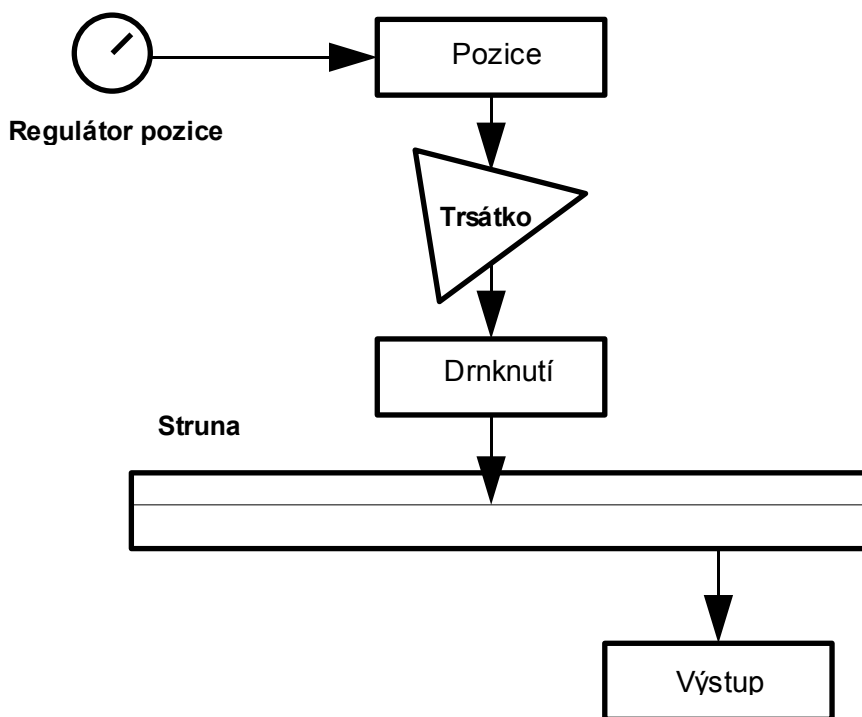 Pozice
Regulátor pozice
Trsátko
Drnknutí
Struna
Výstup